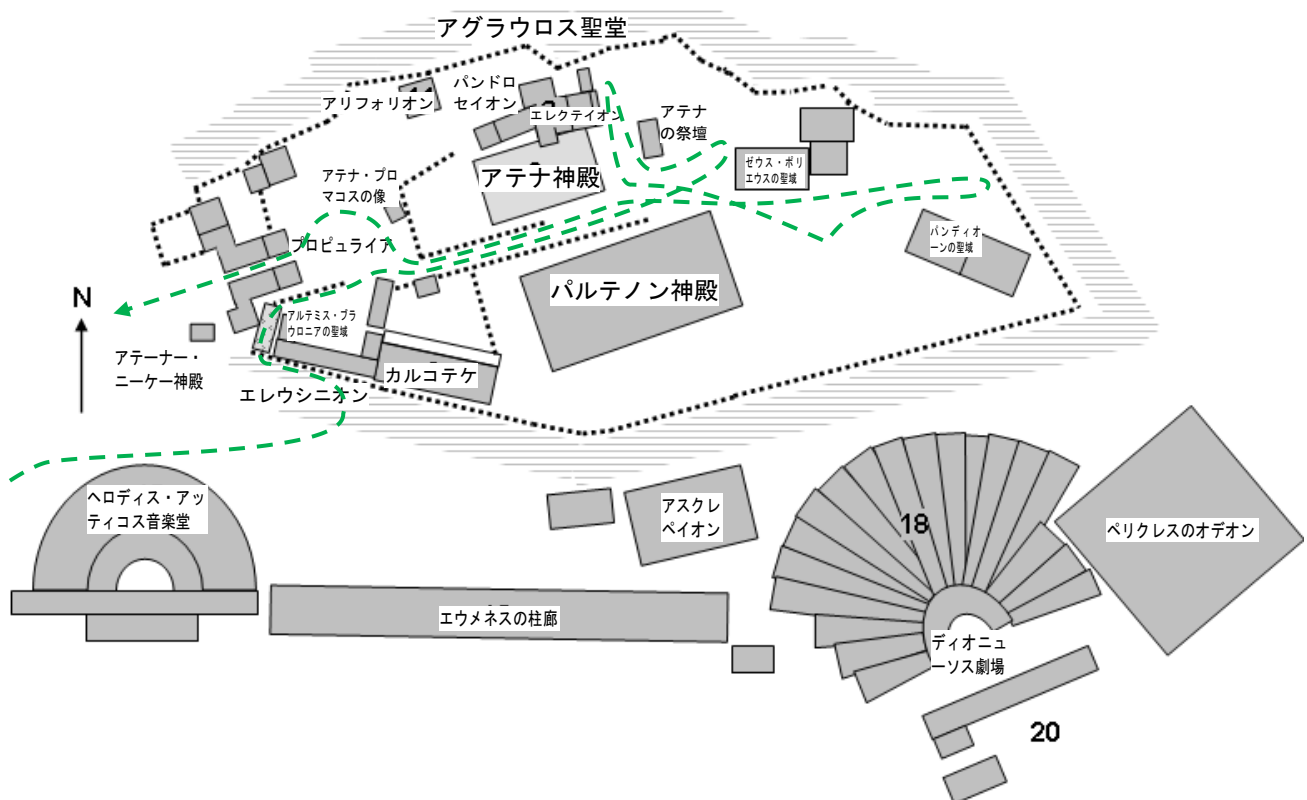 アグラウロス聖堂
アリフォリオン
パンドロ
セイオン
エレクテイオン
アテナ
の祭壇
ゼウス・ポリ
エウスの聖域
アテナ神殿
アテナ・プロ
マコスの像
プロピュライア
パンディオ
ーンの聖域
パルテノン神殿
N
アルテミス・ブラ
ウロニアの聖域
アテーナー・
ニーケー神殿
カルコテケ
エレウシニオン
ヘロディス・アッ
ティコス音楽堂
アスクレ
ペイオン
18
ペリクレスのオデオン
エウメネスの柱廊
ディオニュ
ーソス劇場
20